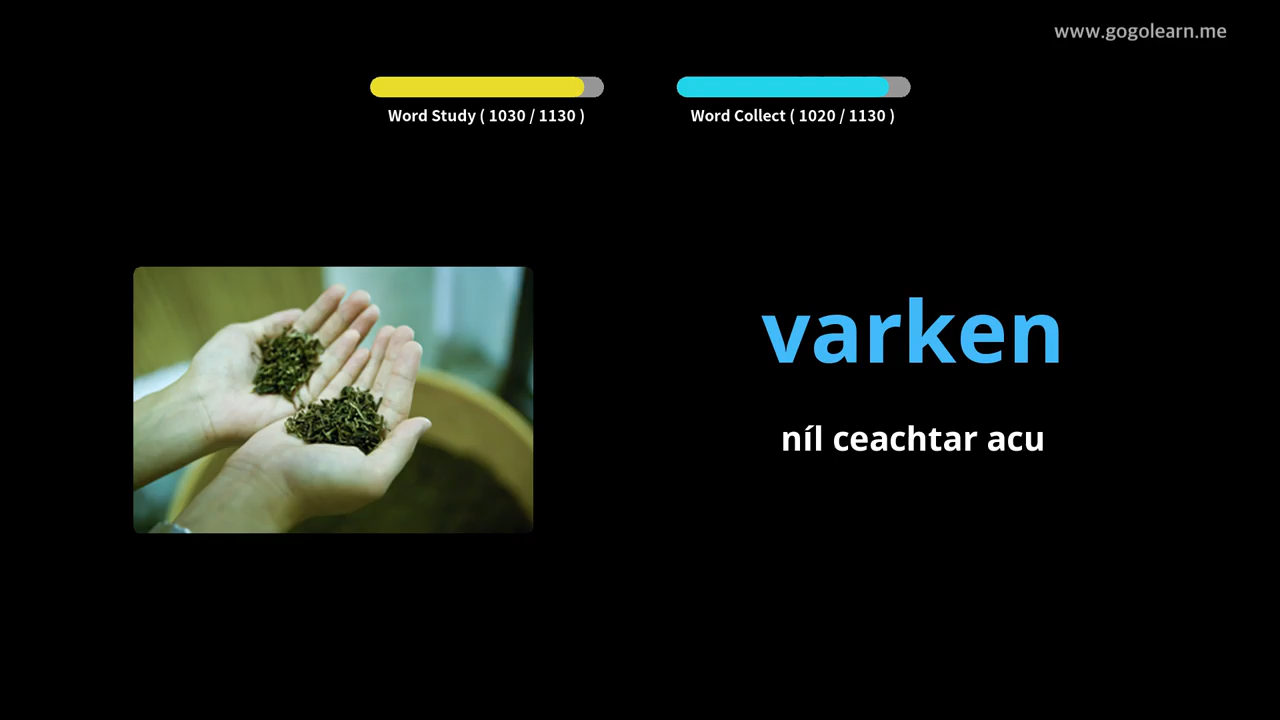 www.gogolearn.me
Word Study ( 1030 / 1130 )
Word Collect ( 1020 / 1130 )
varken
níl ceachtar acu